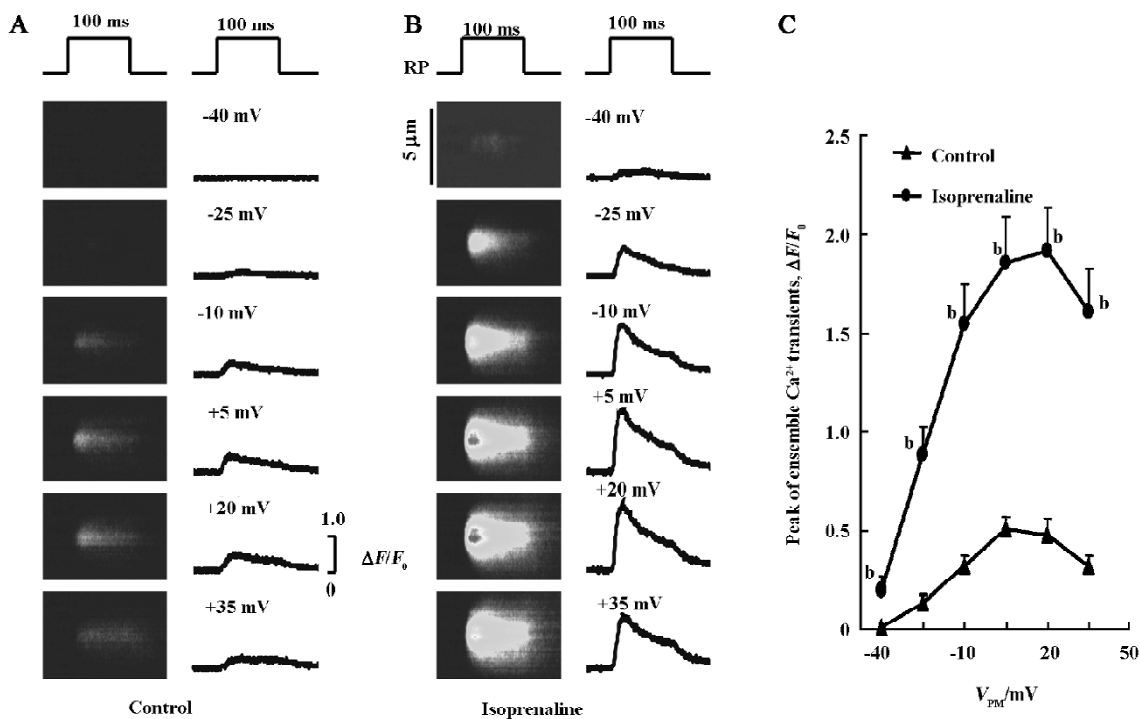 A
100 ms
100 ms
-40 mV
-25 mV
-10 mV
+5 mV
+20 mV
1.0
ΔF/F₀
0
+35 mV
Control
B
100 ms
100 ms
RP
5 μm
-40 mV
-25 mV
-10 mV
+5 mV
+20 mV
+35 mV
Isoprenaline
C
Peak of ensemble Ca²⁺ transients, ΔF/F₀
2.5
2.0
1.5
1.0
0.5
0
Control
Isoprenaline
b
b
b
b
b
b
-40
-10
20
50
V_PM/mV